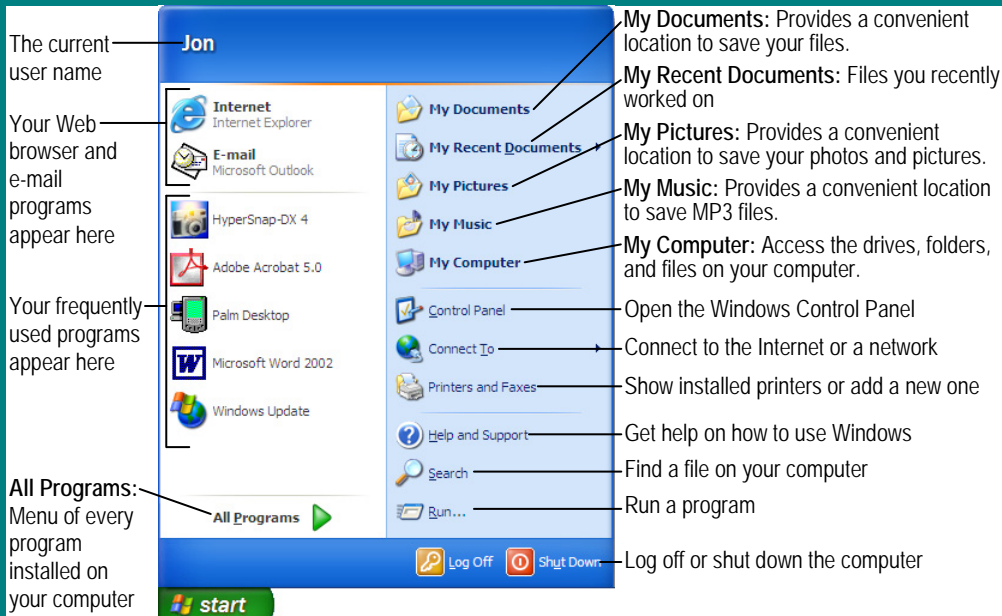 The current
user name
Your Web
browser and
e-mail
programs
appear here
Your frequently
used programs
appear here
All Programs:
Menu of every
program
installed on
your computer
Jon
Internet
Internet Explorer
E-mail
Microsoft Outlook
HyperSnap-DX 4
Adobe Acrobat 5.0
Palm Desktop
Microsoft Word 2002
Windows Update
All Programs
My Documents
My Recent Documents
My Pictures
My Music
My Computer
Control Panel
Connect To
Printers and Faxes
Help and Support
Search
Run...
Log Off
Shut Down
start
My Documents: Provides a convenient
location to save your files.
My Recent Documents: Files you recently
worked on
My Pictures: Provides a convenient
location to save your photos and pictures.
My Music: Provides a convenient location
to save MP3 files.
My Computer: Access the drives, folders,
and files on your computer.
Open the Windows Control Panel
Connect to the Internet or a network
Show installed printers or add a new one
Get help on how to use Windows
Find a file on your computer
Run a program
Log off or shut down the computer